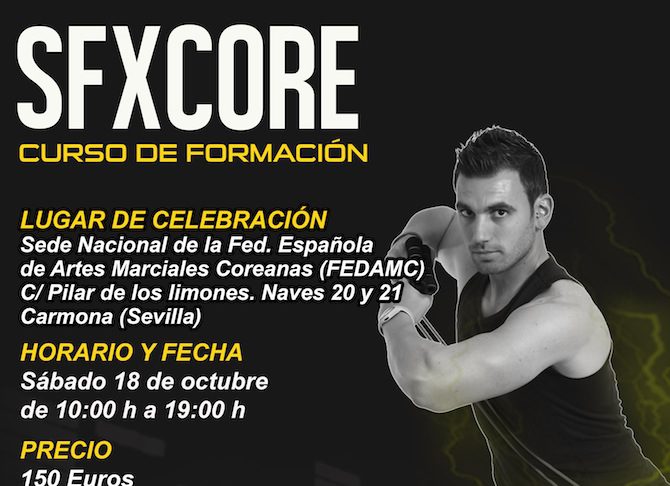 SFXCORE
CURSO DE FORMACIÓN
LUGAR DE CELEBRACIÓN
Sede Nacional de la Fed. Española
de Artes Marciales Coreanas (FEDAMC)
C/ Pilar de los limones. Naves 20 y 21
Carmona (Sevilla)
HORARIO Y FECHA
Sábado 18 de octubre
de 10:00 h a 19:00 h
PRECIO
150 Euros